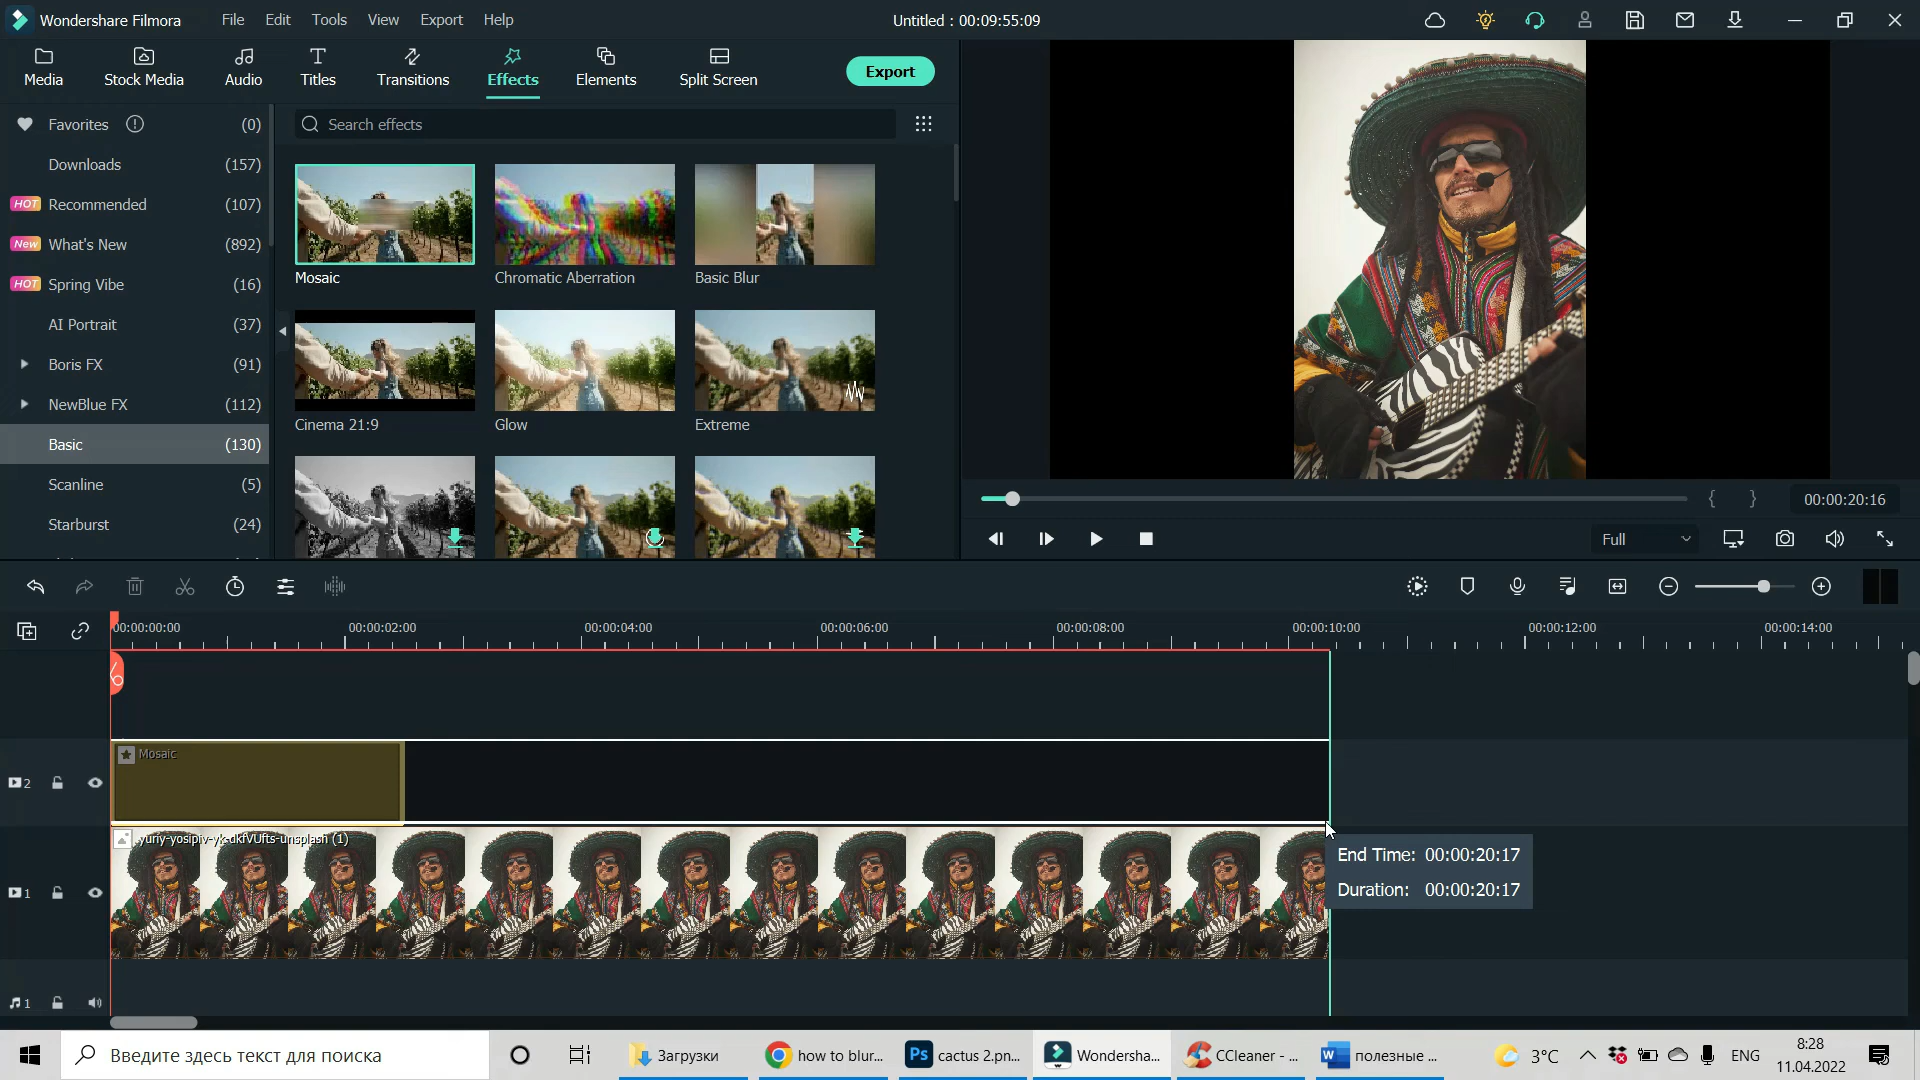 Wondershare Filmora
File Edit Tools View Export Help
Untitled : 00:09:55:09
Media Stock Media Audio Titles Transitions Effects Elements Split Screen
Export
Favorites (0)
Downloads (157)
HOT Recommended (107)
New What's New (892)
HOT Spring Vibe (16)
AI Portrait (37)
Boris FX (91)
NewBlue FX (112)
Basic (130)
Scanline (5)
Starburst (24)
Search effects
Mosaic Chromatic Aberration Basic Blur
Cinema 21:9 Glow Extreme
{ } 00:00:20:16
Full
00:00:00:00 00:00:02:00 00:00:04:00 00:00:06:00 00:00:08:00 00:00:10:00 00:00:12:00 00:00:14:00
Mosaic
2
yuriy-yosipiv-yk-dkfVUfts-unsplash (1)
1
End Time: 00:00:20:17
Duration: 00:00:20:17
1
Введите здесь текст для поиска
Загрузки
how to blur...
Ps cactus 2.pn...
Wondersha...
CCleaner - ...
полезные ...
3°C
ENG
8:28
11.04.2022